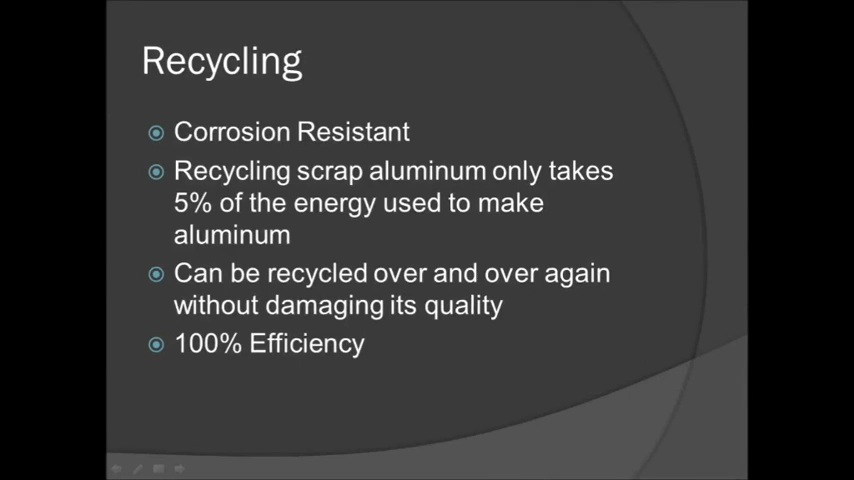 Recycling
Corrosion Resistant
Recycling scrap aluminum only takes
5% of the energy used to make
aluminum
Can be recycled over and over again
without damaging its quality
100% Efficiency